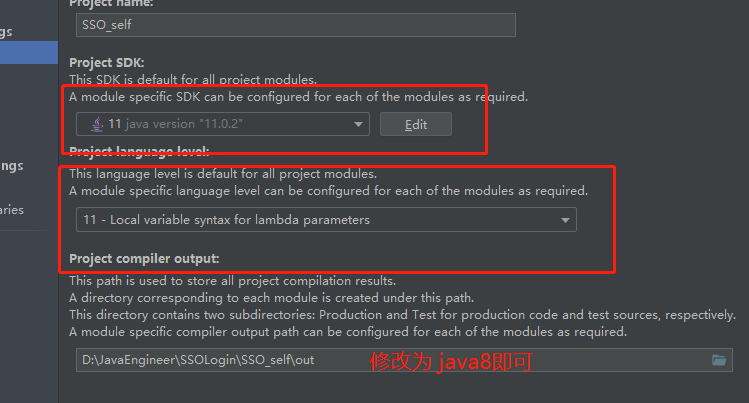 Project name:
ngs
SSO_self
Project SDK:
This SDK is default for all project modules.
A module specific SDK can be configured for each of the modules as required.
11 java version "11.0.2"
Edit
Project language level:
ngs
This language level is default for all project modules.
A module specific language level can be configured for each of the modules as required.
aries
11 - Local variable syntax for lambda parameters
Project compiler output:
This path is used to store all project compilation results.
A directory corresponding to each module is created under this path.
This directory contains two subdirectories: Production and Test for production code and test sources, respectively.
A module specific compiler output path can be configured for each of the modules as required.
D:\JavaEngineer\SSOLogin\SSO_self\out
修改为 java8即可